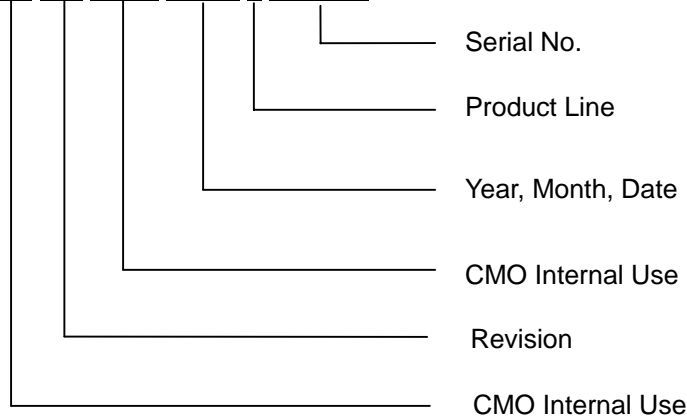 Serial No.
Product Line
Year, Month, Date
CMO Internal Use
Revision
CMO Internal Use